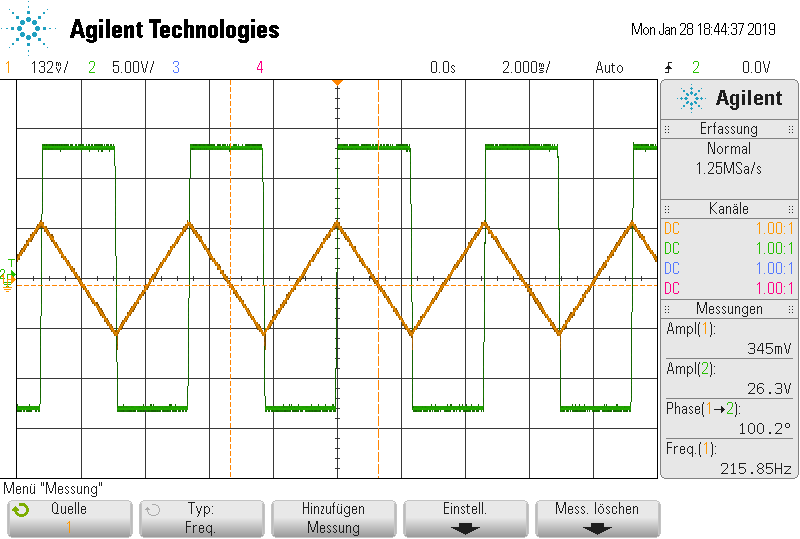 Agilent Technologies
Mon Jan 28 18:44:37 2019
1 132mV/ 2 5.00V/ 3 4 0.0s 2.000ms/ Auto 2 0.0V
Agilent
Erfassung
Normal
1.25MSa/s
Kanäle
DC 1.00:1
DC 1.00:1
DC 1.00:1
DC 1.00:1
Messungen
Ampl(1):
345mV
Ampl(2):
26.3V
Phase(1→2):
100.2°
Freq.(1):
215.85Hz
T
2
Menü "Messung"
Quelle
1
Typ:
Freq.
Hinzufügen
Messung
Einstell.
Mess. löschen